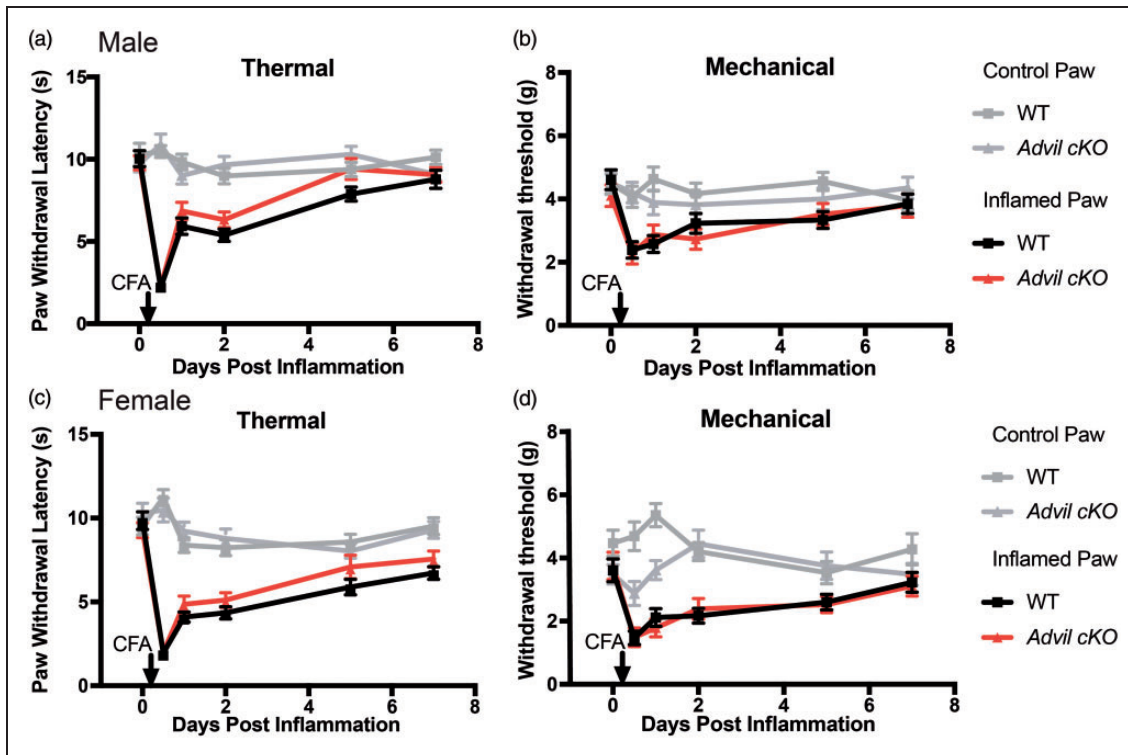 (a) Male
Thermal
Paw Withdrawal Latency (s)
15
10
5
0
CFA
0 2 4 6 8
Days Post Inflammation
(b)
Mechanical
Withdrawal threshold (g)
8
6
4
2
0
CFA
0 2 4 6 8
Days Post Inflammation
Control Paw
WT
Advil cKO
Inflamed Paw
WT
Advil cKO
(c) Female
Thermal
Paw Withdrawal Latency (s)
15
10
5
0
CFA
0 2 4 6 8
Days Post Inflammation
(d)
Mechanical
Withdrawal threshold (g)
8
6
4
2
0
CFA
0 2 4 6 8
Days Post Inflammation
Control Paw
WT
Advil cKO
Inflamed Paw
WT
Advil cKO